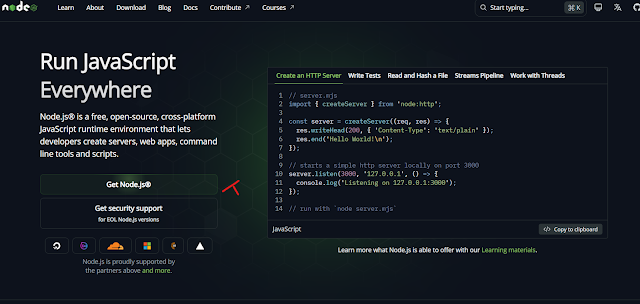 node
Learn About Download Blog Docs Contribute ↗ Courses ↗ Start typing... ⌘ K
Run JavaScript
Everywhere
Node.js® is a free, open-source, cross-platform
JavaScript runtime environment that lets
developers create servers, web apps, command
line tools and scripts.
Get Node.js®
Get security support
for EOL Node.js versions
Node.js is proudly supported by
the partners above and more.
Create an HTTP Server Write Tests Read and Hash a File Streams Pipeline Work with Threads
1 // server.mjs
2 import { createServer } from 'node:http';
3
4 const server = createServer((req, res) => {
5 res.writeHead(200, { 'Content-Type': 'text/plain' });
6 res.end('Hello World!\n');
7 });
8
9 // starts a simple http server locally on port 3000
10 server.listen(3000, '127.0.0.1', () => {
11 console.log('Listening on 127.0.0.1:3000');
12 });
13
14 // run with `node server.mjs`
JavaScript Copy to clipboard
Learn more what Node.js is able to offer with our Learning materials.